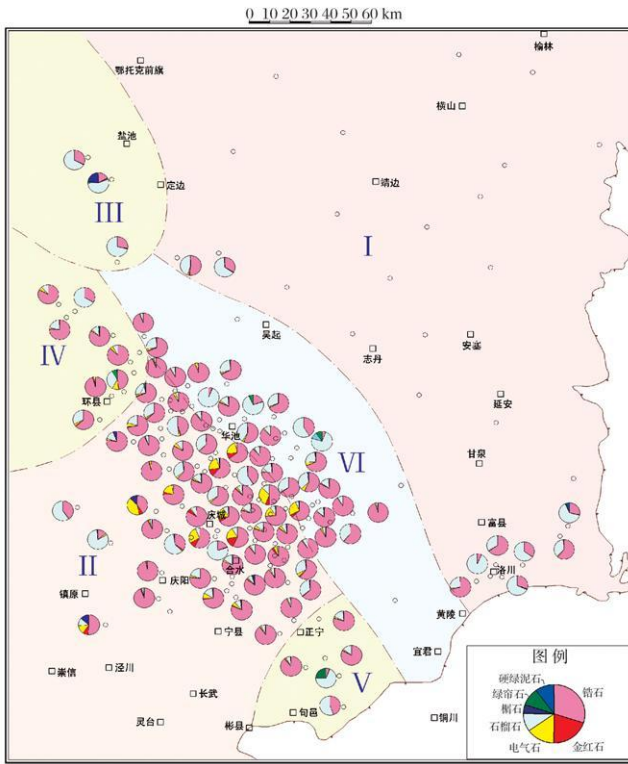 0 10 20 30 40 50 60 km
榆林
鄂托克前旗
横山
盐池
定边
靖边
III
I
吴起
安塞
志丹
IV
环县
延安
华池
甘泉
VI
庆城
富县
II
合水
洛川
庆阳
镇原
黄陵
宁县
正宁
宜君
崇信
泾川
V
长武
旬邑
灵台
彬县
铜川
图例
硬绿泥石
绿帘石
榍石
石榴石
电气石
锆石
金红石